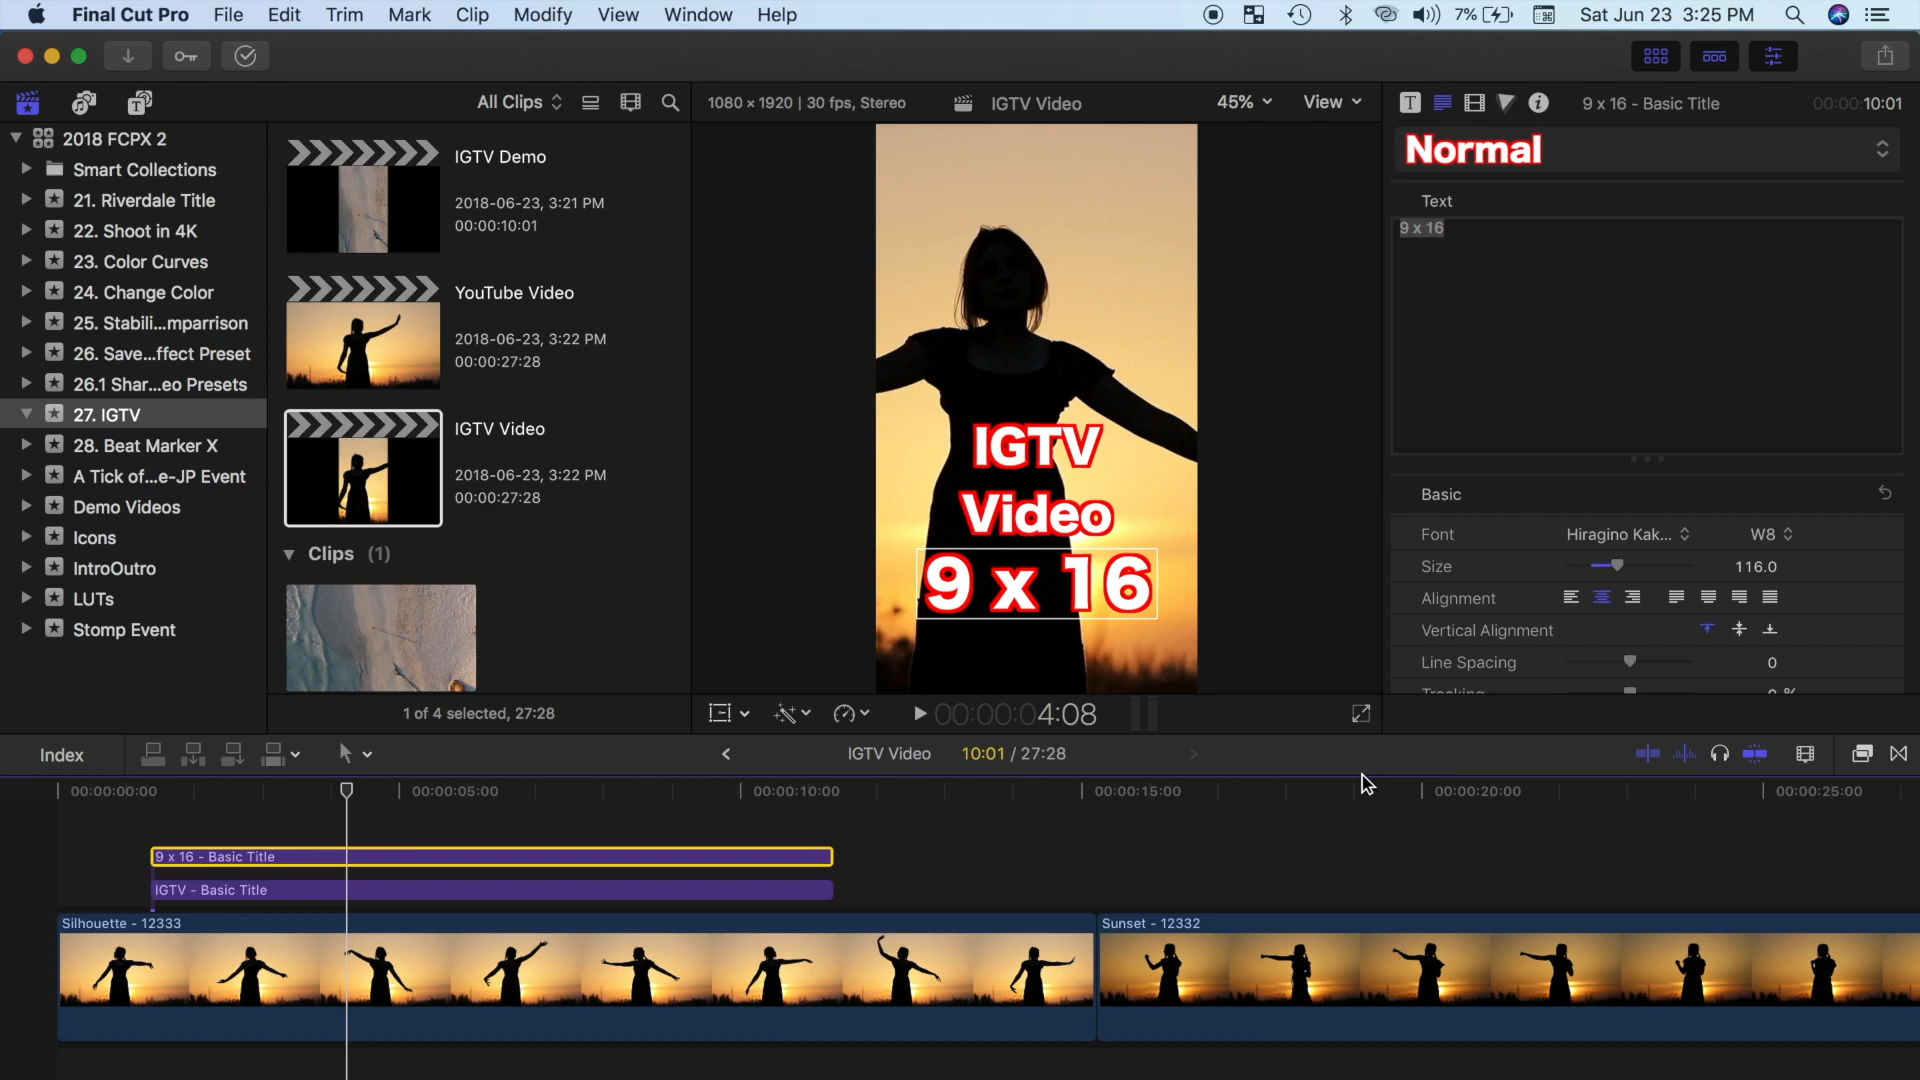 Final Cut Pro File Edit Trim Mark Clip Modify View Window Help 7% Sat Jun 23 3:25 PM
All Clips 1080 × 1920 | 30 fps, Stereo IGTV Video 45% View 9 x 16 - Basic Title 00:00:10:01
2018 FCPX 2
Smart Collections
21. Riverdale Title
22. Shoot in 4K
23. Color Curves
24. Change Color
25. Stabili...mparrison
26. Save...ffect Preset
26.1 Shar...eo Presets
27. IGTV
28. Beat Marker X
A Tick of...e-JP Event
Demo Videos
Icons
IntroOutro
LUTs
Stomp Event
IGTV Demo
2018-06-23, 3:21 PM
00:00:10:01
YouTube Video
2018-06-23, 3:22 PM
00:00:27:28
IGTV Video
2018-06-23, 3:22 PM
00:00:27:28
Clips (1)
1 of 4 selected, 27:28
IGTV
Video
9 x 16
00:00:04:08
Normal
Text
9 x 16
Basic
Font Hiragino Kak... W8
Size 116.0
Alignment
Vertical Alignment
Line Spacing 0
Tracking 0 %
Index IGTV Video 10:01 / 27:28
00:00:00:00 00:00:05:00 00:00:10:00 00:00:15:00 00:00:20:00 00:00:25:00
9 x 16 - Basic Title
IGTV - Basic Title
Silhouette - 12333 Sunset - 12332